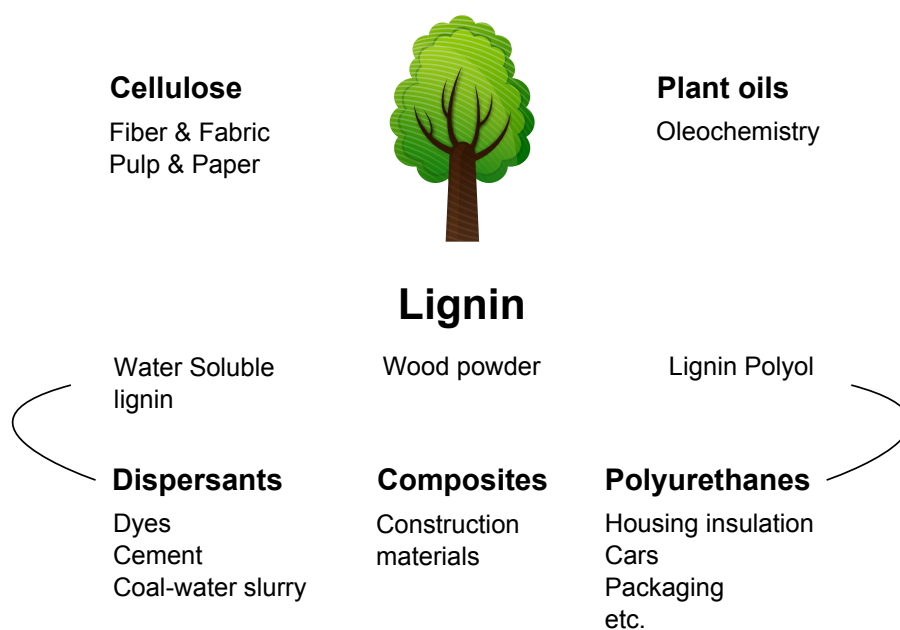 Cellulose
Fiber & Fabric
Pulp & Paper
Plant oils
Oleochemistry
Lignin
Water Soluble
lignin
Wood powder
Lignin Polyol
Dispersants
Dyes
Cement
Coal-water slurry
Composites
Construction
materials
Polyurethanes
Housing insulation
Cars
Packaging
etc.